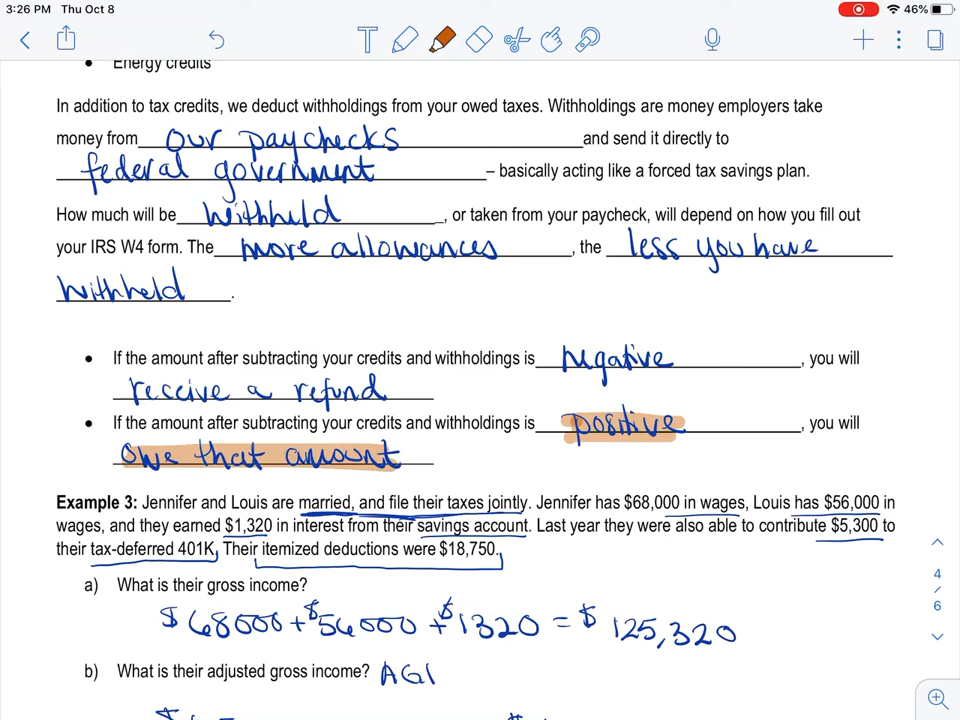 3:26 PM Thu Oct 8 46%
T
• Energy credits
In addition to tax credits, we deduct withholdings from your owed taxes. Withholdings are money employers take
money from our paychecks and send it directly to
federal government – basically acting like a forced tax savings plan.
How much will be withheld, or taken from your paycheck, will depend on how you fill out
your IRS W4 form. The more allowances, the less you have
withheld.
• If the amount after subtracting your credits and withholdings is negative, you will
receive a refund
• If the amount after subtracting your credits and withholdings is positive, you will
owe that amount
Example 3: Jennifer and Louis are married, and file their taxes jointly. Jennifer has $68,000 in wages, Louis has $56,000 in
wages, and they earned $1,320 in interest from their savings account. Last year they were also able to contribute $5,300 to
their tax-deferred 401K, Their itemized deductions were $18,750.
a) What is their gross income?
$68000 + $56000 + $1320 = $125,320
b) What is their adjusted gross income? AGI
4
/
6